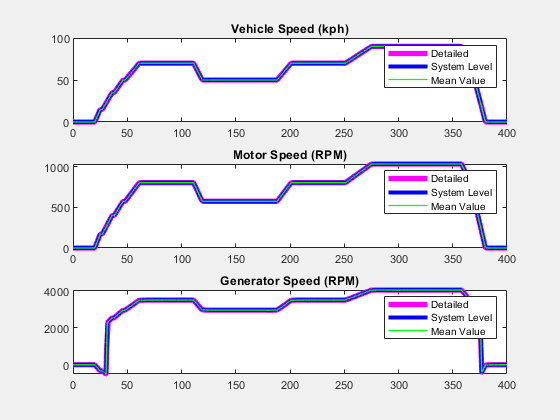 Vehicle Speed (kph)
100
50
0
Detailed
System Level
Mean Value
0 50 100 150 200 250 300 350 400
Motor Speed (RPM)
1000
500
0
Detailed
System Level
Mean Value
0 50 100 150 200 250 300 350 400
Generator Speed (RPM)
4000
2000
0
Detailed
System Level
Mean Value
0 50 100 150 200 250 300 350 400